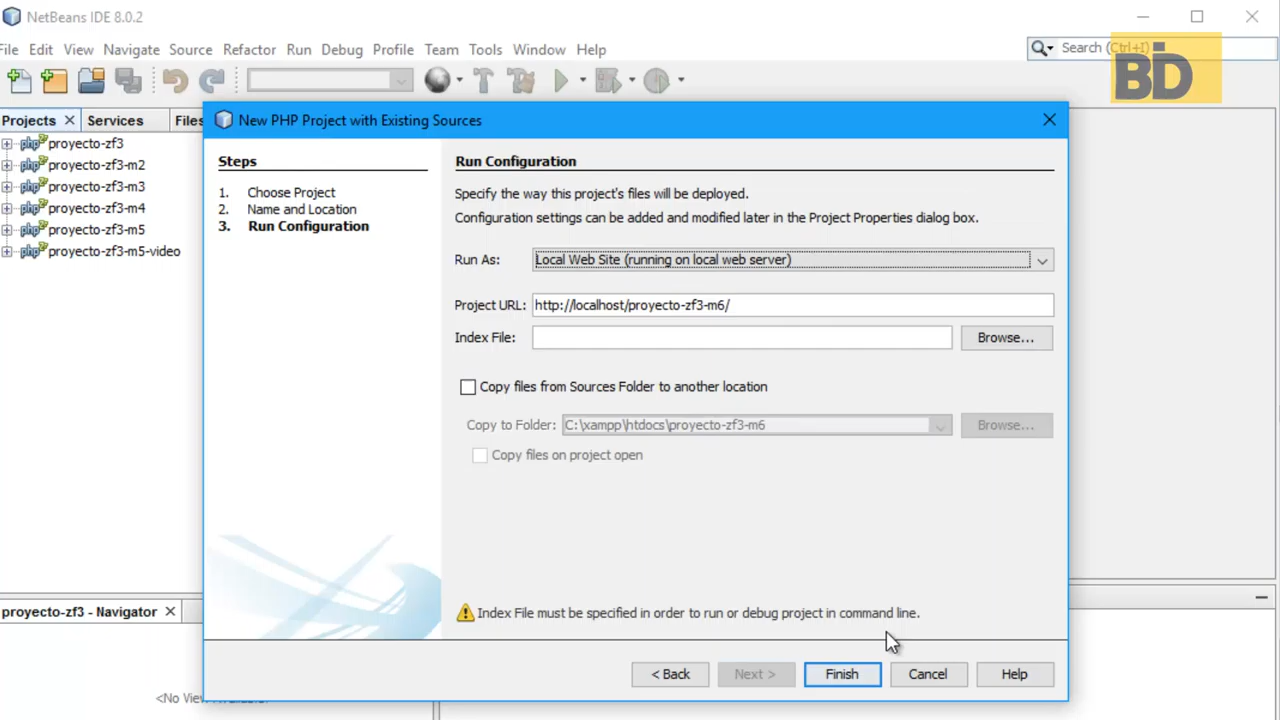 NetBeans IDE 8.0.2
File Edit View Navigate Source Refactor Run Debug Profile Team Tools Window Help
Search (Ctrl+I)
BD
Projects
Services
Files
proyecto-zf3
proyecto-zf3-m2
proyecto-zf3-m3
proyecto-zf3-m4
proyecto-zf3-m5
proyecto-zf3-m5-video
New PHP Project with Existing Sources
Steps
1. Choose Project
2. Name and Location
3. Run Configuration
Run Configuration
Specify the way this project's files will be deployed.
Configuration settings can be added and modified later in the Project Properties dialog box.
Run As: Local Web Site (running on local web server)
Project URL: http://localhost/proyecto-zf3-m6/
Index File: Browse...
Copy files from Sources Folder to another location
Copy to Folder: C:\xampp\htdocs\proyecto-zf3-m6 Browse...
Copy files on project open
Index File must be specified in order to run or debug project in command line.
< Back Next > Finish Cancel Help
proyecto-zf3 - Navigator
<No View